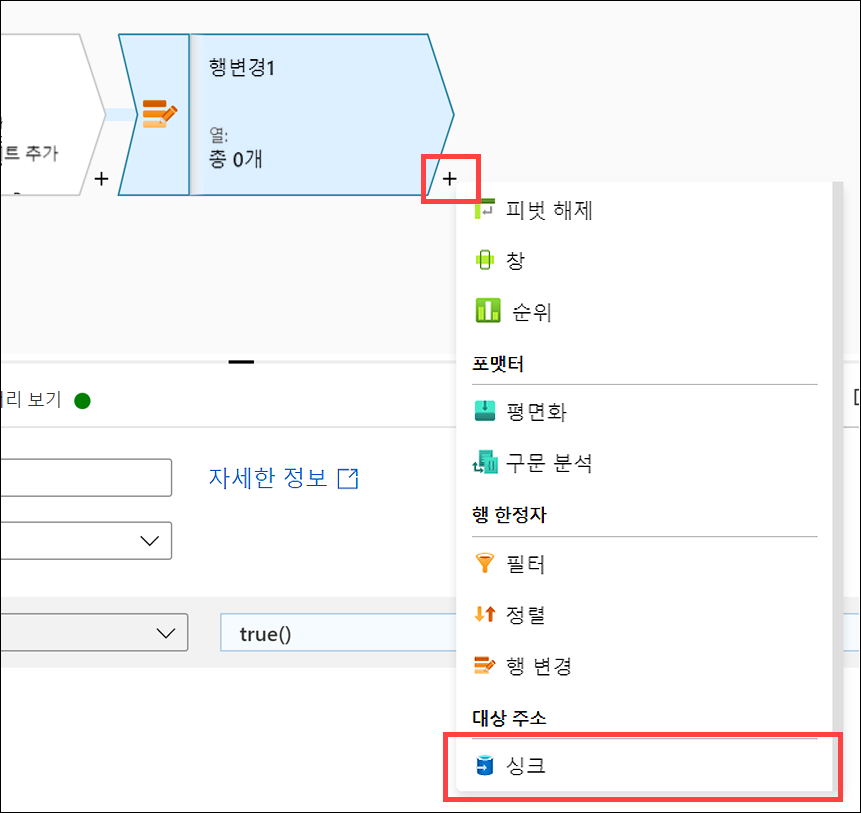 행변경1
열:
총 0개
트 추가
+
+
피벗 해제
창
순위
포맷터
평면화
구문 분석
행 한정자
필터
정렬
행 변경
대상 주소
싱크
리 보기
자세한 정보
true()